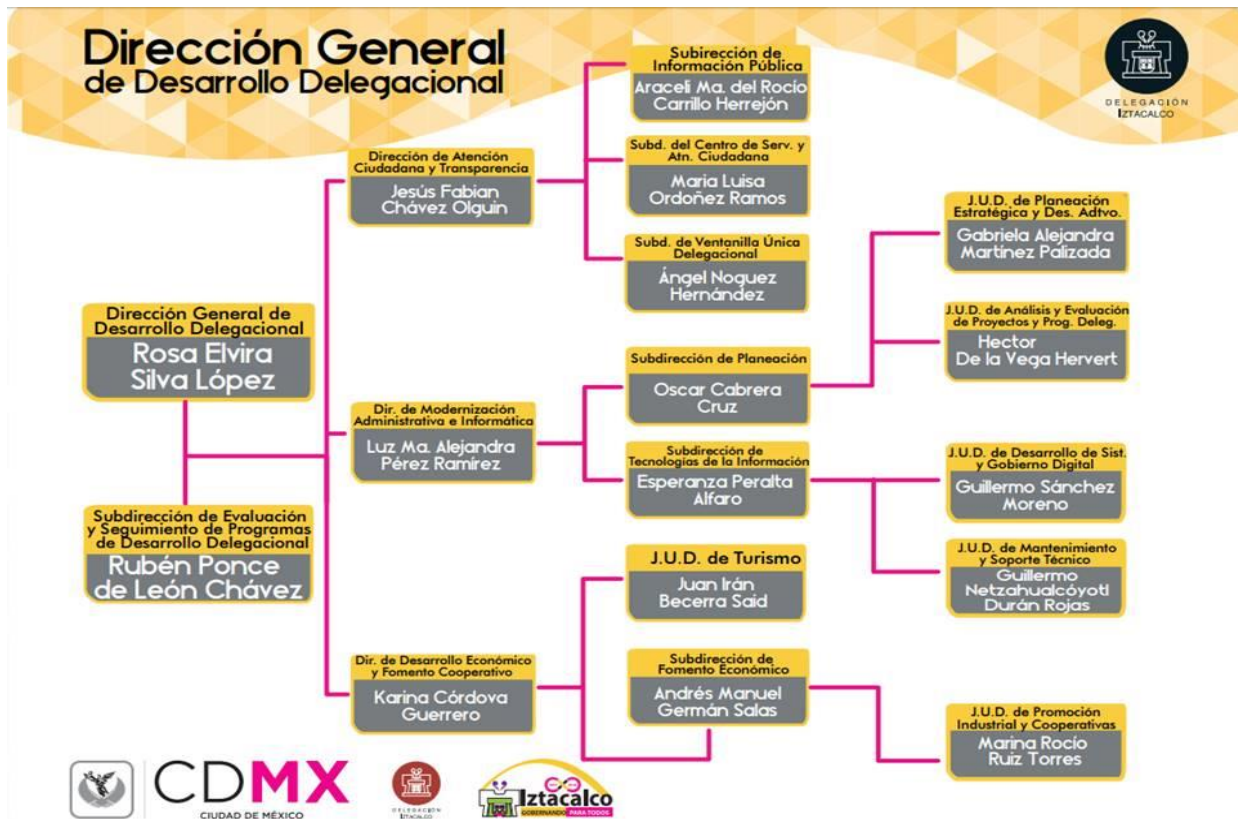 Dirección General
de Desarrollo Delegacional
DELEGACIÓN
IZTACALCO
Dirección General de
Desarrollo Delegacional
Rosa Elvira
Silva López
Subdirección de Evaluación
y Seguimiento de Programas
de Desarrollo Delegacional
Rubén Ponce
de León Chávez
Dirección de Atención
Ciudadana y Transparencia
Jesús Fabian
Chávez Olguin
Subdirección de
Información Pública
Araceli Ma. del Rocío
Carrillo Herrejón
Subd. del Centro de Serv. y
Atn. Ciudadana
Maria Luisa
Ordoñez Ramos
Subd. de Ventanilla Única
Delegacional
Ángel Noguez
Hernández
Dir. de Modernización
Administrativa e Informática
Luz Ma. Alejandra
Pérez Ramírez
Subdirección de Planeación
Oscar Cabrera
Cruz
J.U.D. de Planeación
Estratégica y Des. Adtvo.
Gabriela Alejandra
Martínez Palizada
J.U.D. de Análisis y Evaluación
de Proyectos y Prog. Deleg.
Hector
De la Vega Hervert
Subdirección de
Tecnologías de la Información
Esperanza Peralta
Alfaro
J.U.D. de Desarrollo de Sist.
y Gobierno Digital
Guillermo Sánchez
Moreno
J.U.D. de Mantenimiento
y Soporte Técnico
Guillermo
Netzahualcóyotl
Durán Rojas
Dir. de Desarrollo Económico
y Fomento Cooperativo
Karina Córdova
Guerrero
J.U.D. de Turismo
Juan Irán
Becerra Said
Subdirección de
Fomento Económico
Andrés Manuel
Germán Salas
J.U.D. de Promoción
Industrial y Cooperativas
Marina Rocío
Ruiz Torres
CDMX
CIUDAD DE MÉXICO
DELEGACIÓN
IZTACALCO
Iztacalco
GOBERNANDO PARA TODOS